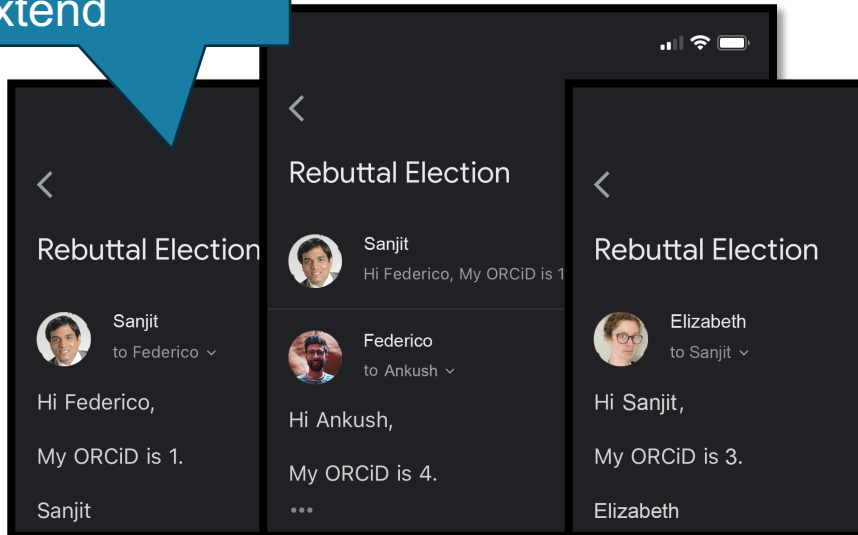 Rebuttal Election
Sanjit
to Federico
Hi Federico,
My ORCiD is 1.
Sanjit
Rebuttal Election
Sanjit
Hi Federico, My ORCiD is 1
Federico
to Ankush
Hi Ankush,
My ORCiD is 4.
•••
Rebuttal Election
Elizabeth
to Sanjit
Hi Sanjit,
My ORCiD is 3.
Elizabeth